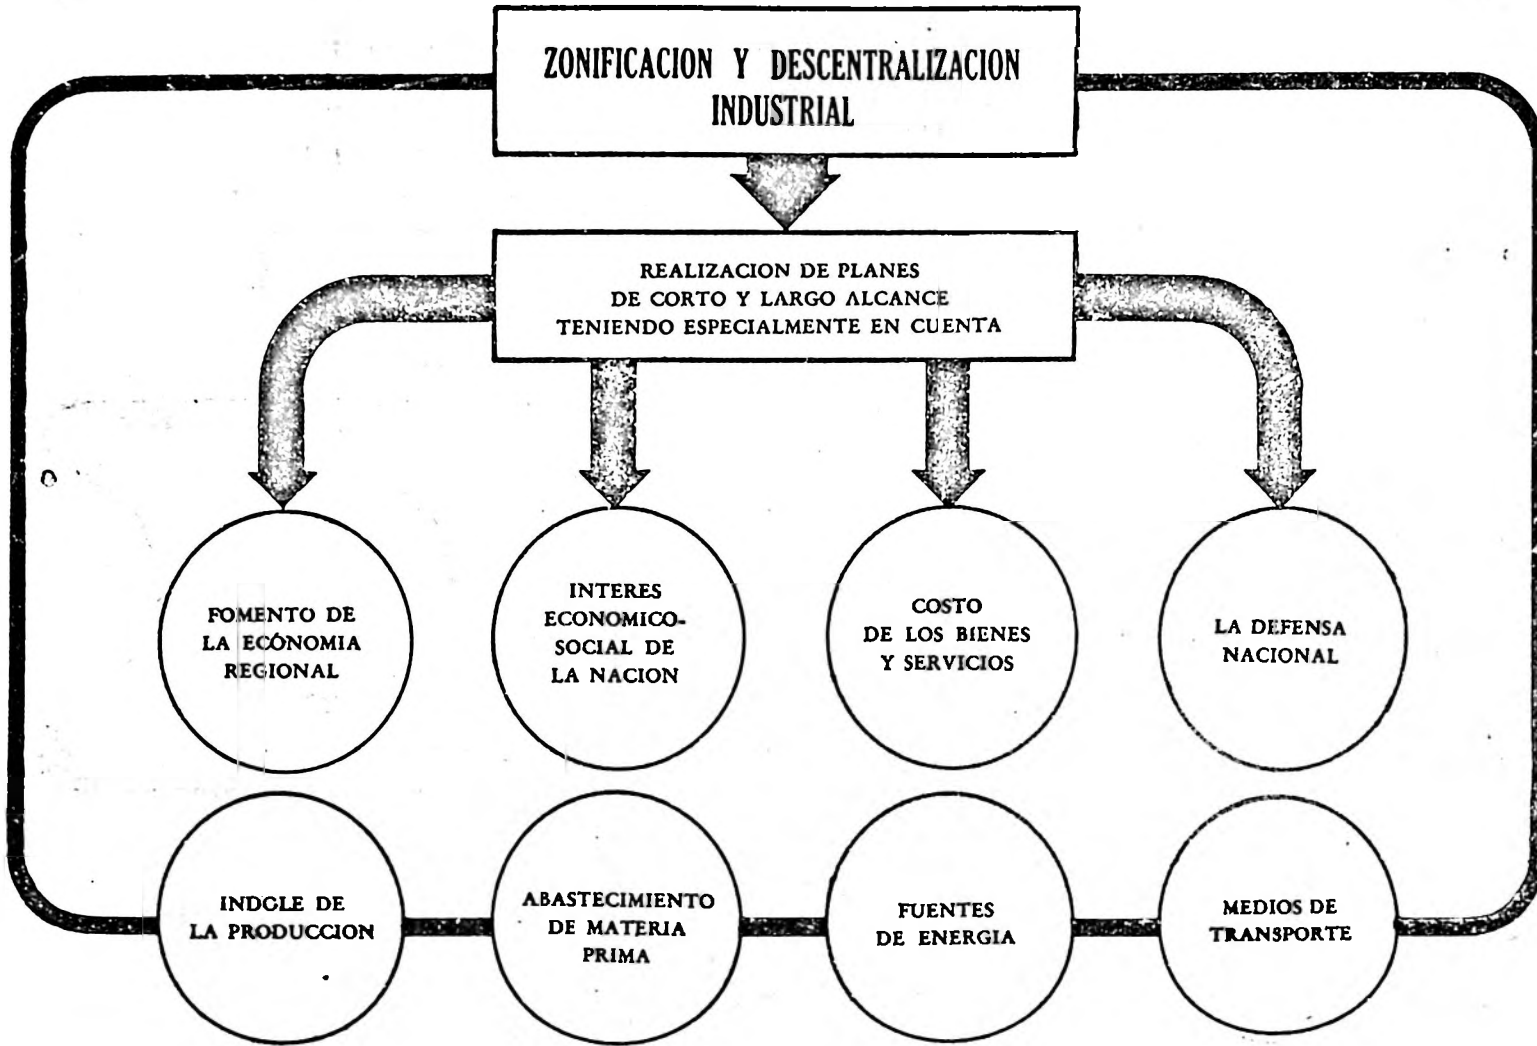 ZONIFICACION Y DESCENTRALIZACION
INDUSTRIAL
REALIZACION DE PLANES
DE CORTO Y LARGO ALCANCE
TENIENDO ESPECIALMENTE EN CUENTA
FOMENTO DE
LA ECÓNOMIA
REGIONAL
INTERES
ECONOMICO-
SOCIAL DE
LA NACION
COSTO
DE LOS BIENES
Y SERVICIOS
LA DEFENSA
NACIONAL
INDOLE DE
LA PRODUCCION
ABASTECIMIENTO
DE MATERIA
PRIMA
FUENTES
DE ENERGIA
MEDIOS DE
TRANSPORTE